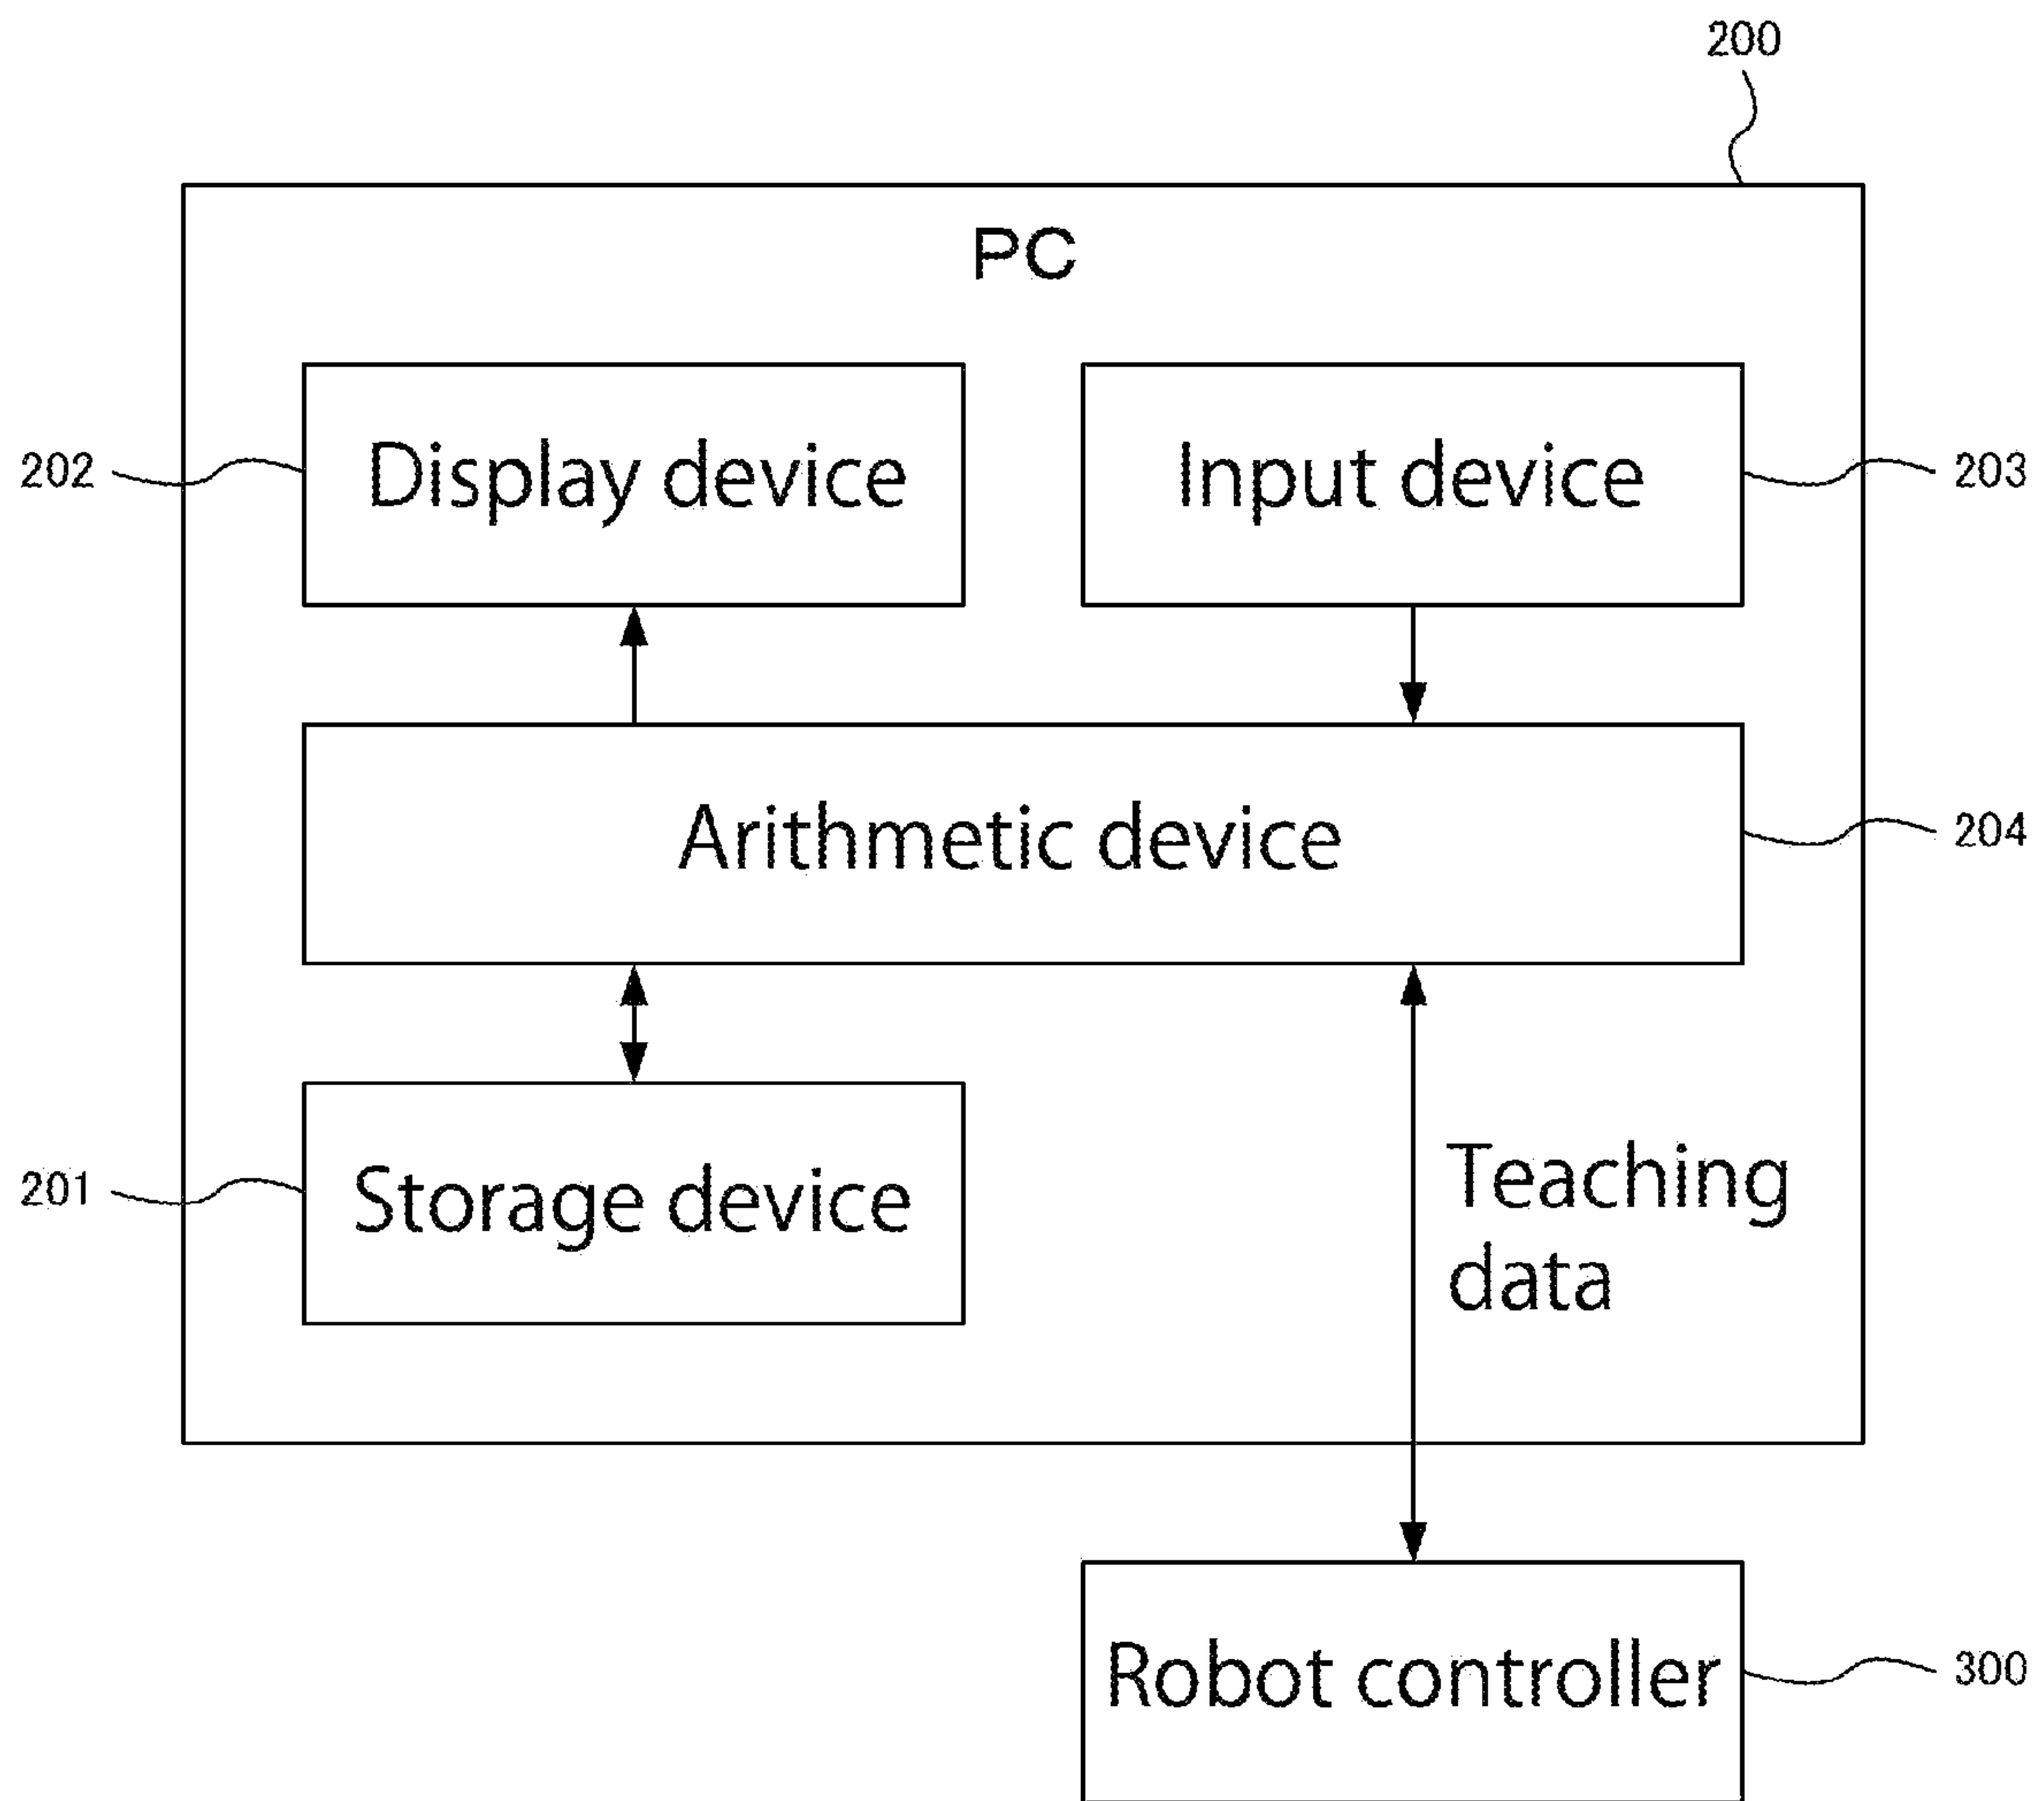 200
PC
202
Display device
Input device
203
Arithmetic device
204
201
Storage device
Teaching
data
Robot controller
300